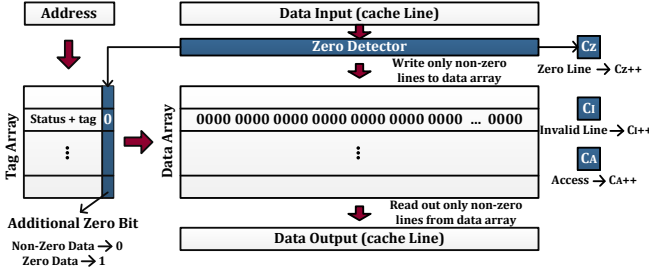 Address
Data Input (cache Line)
Zero Detector
Cz
Write only non-zero
lines to data array
Zero Line → Cz++
Tag Array
Status + tag
0
Data Array
0000 0000 0000 0000 0000 0000 0000 ... 0000
CI
Invalid Line→CI++
CA
Access → CA++
Additional Zero Bit
Non-Zero Data → 0
Zero Data → 1
Read out only non-zero
lines from data array
Data Output (cache Line)